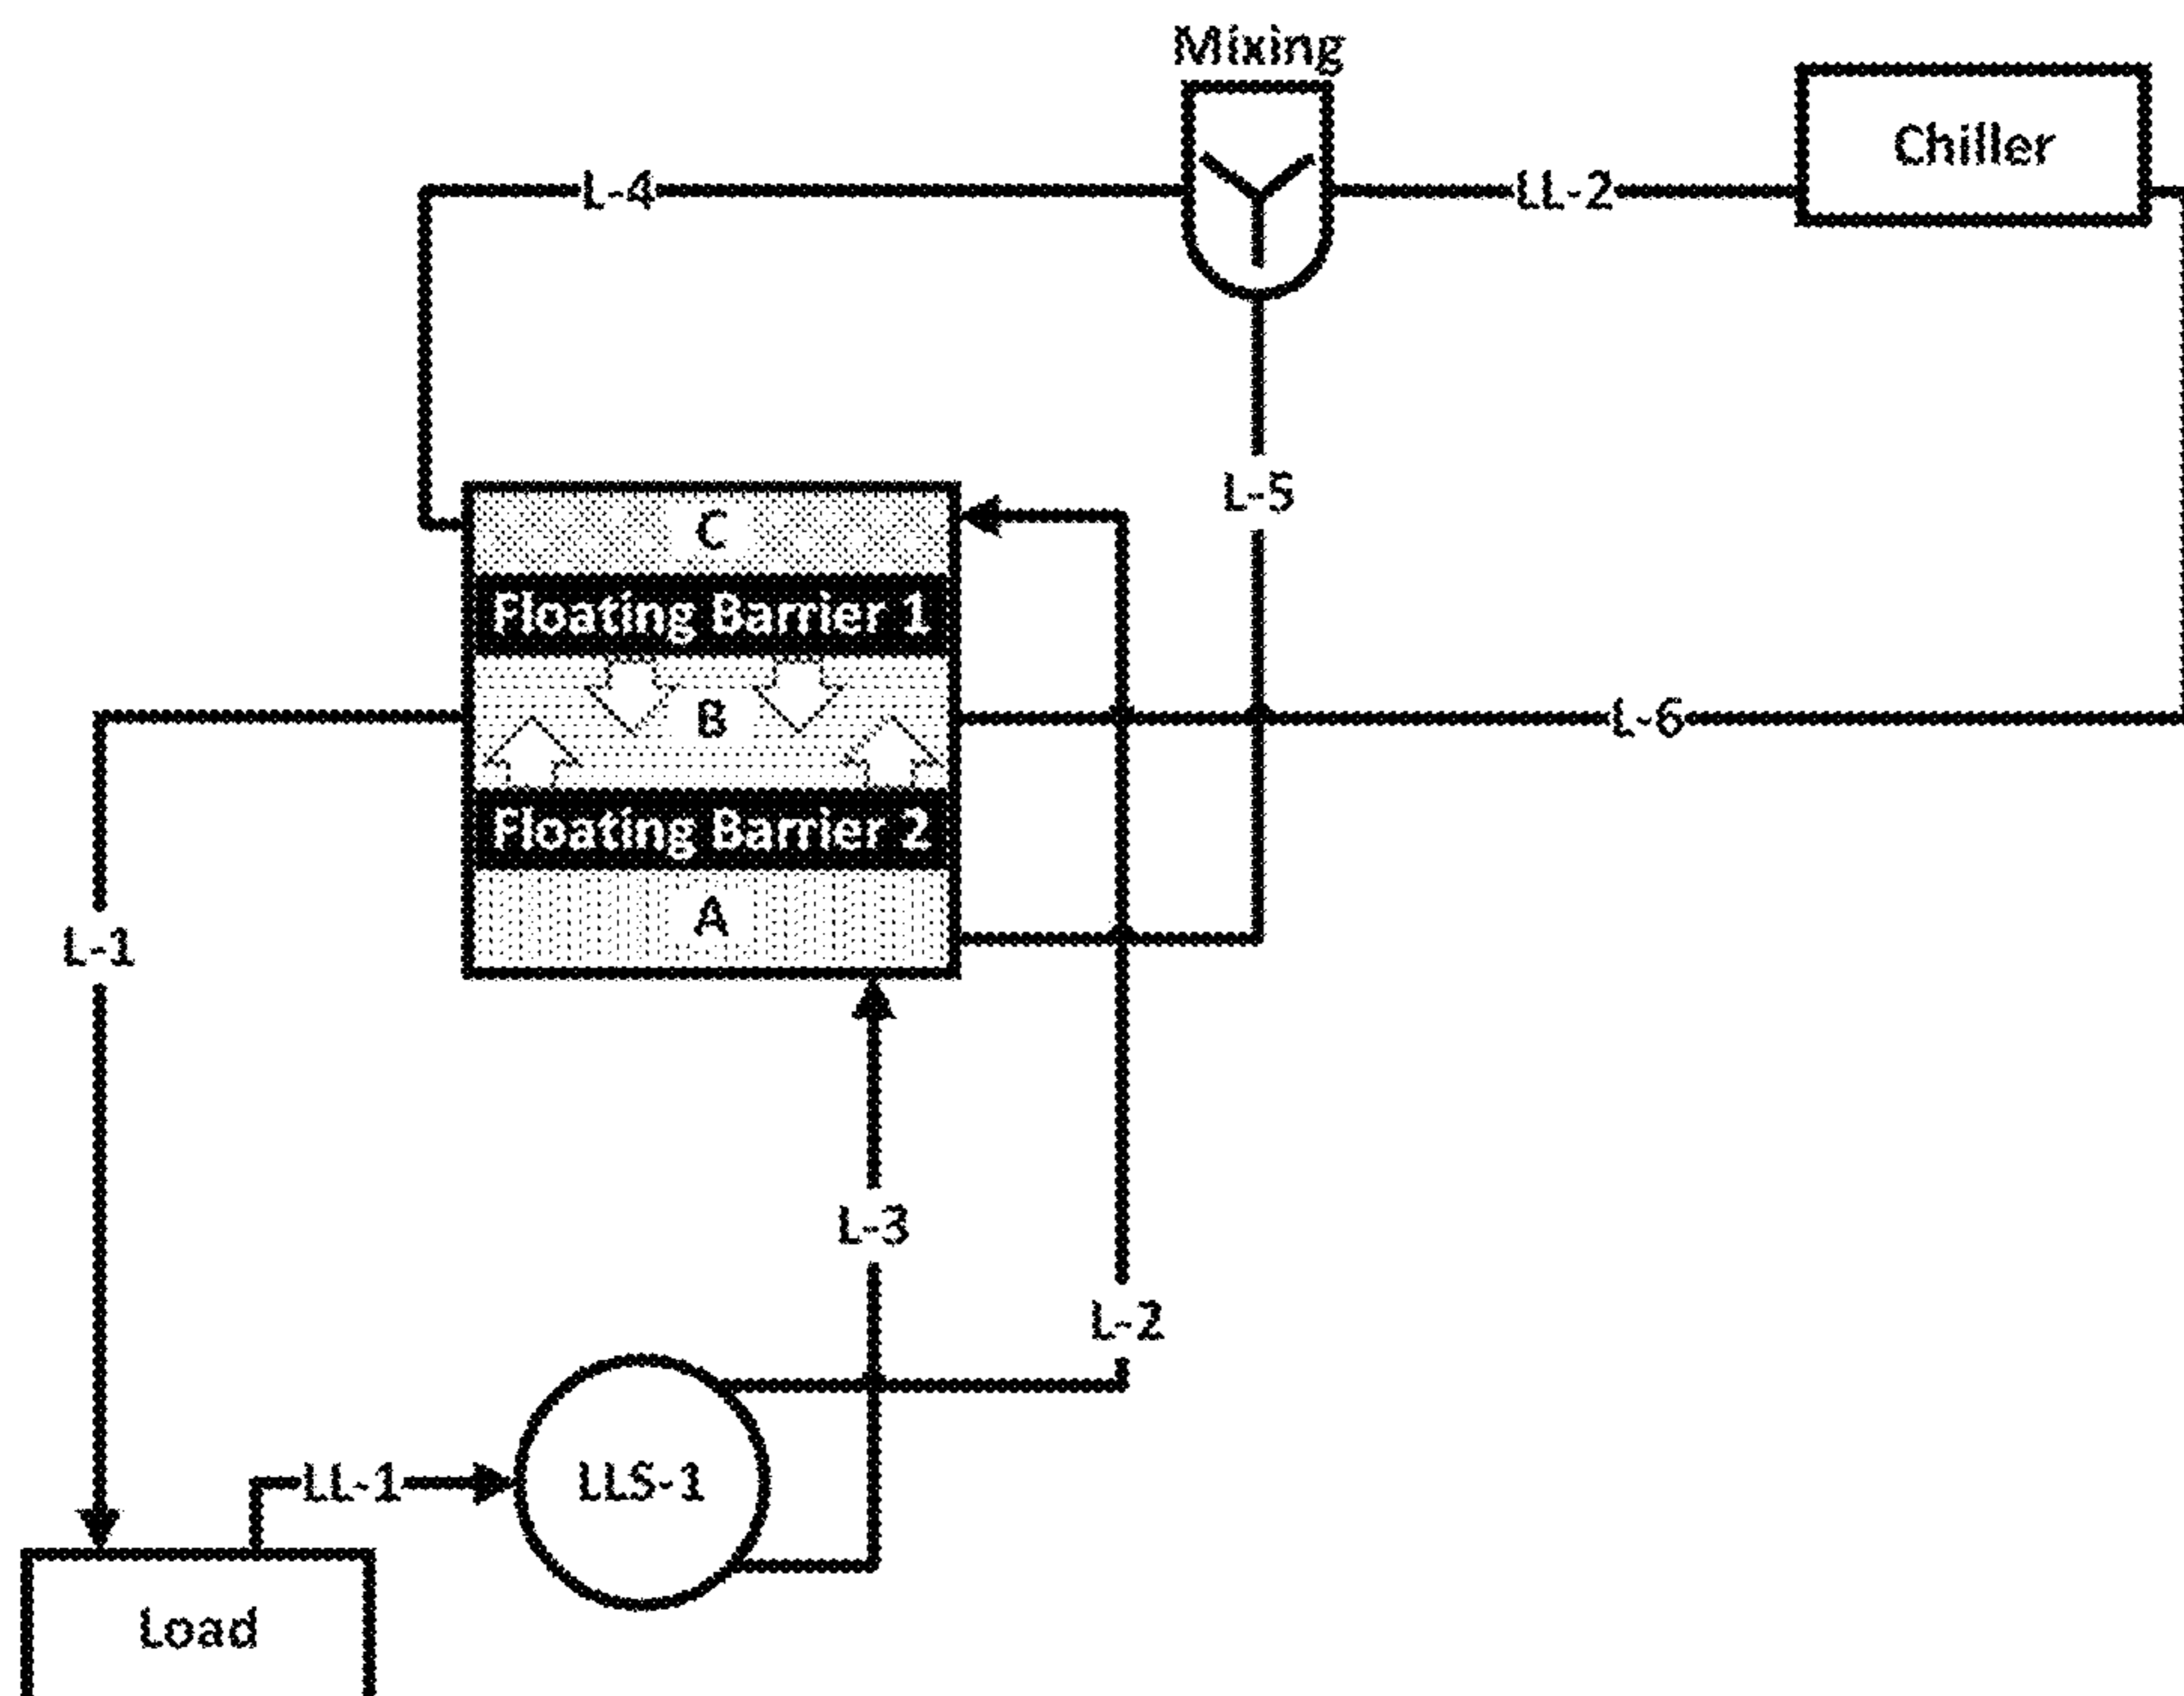 Mixing
Chiller
L-4
LL-2
L-5
C
Floating Barrier 1
B
L-6
Floating Barrier 2
A
L-1
L-3
L-2
LL-1
LLS-1
Load